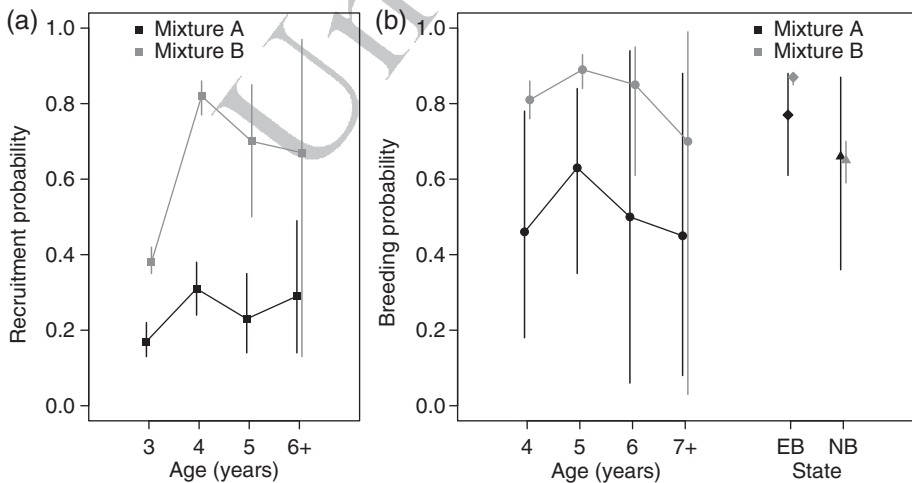 (a)
Mixture A
Mixture B
Recruitment probability
1.0
0.8
0.6
0.4
0.2
0.0
3 4 5 6+
Age (years)
(b)
Mixture A
Mixture B
Breeding probability
1.0
0.8
0.6
0.4
0.2
0.0
4 5 6 7+ EB NB
Age (years) State